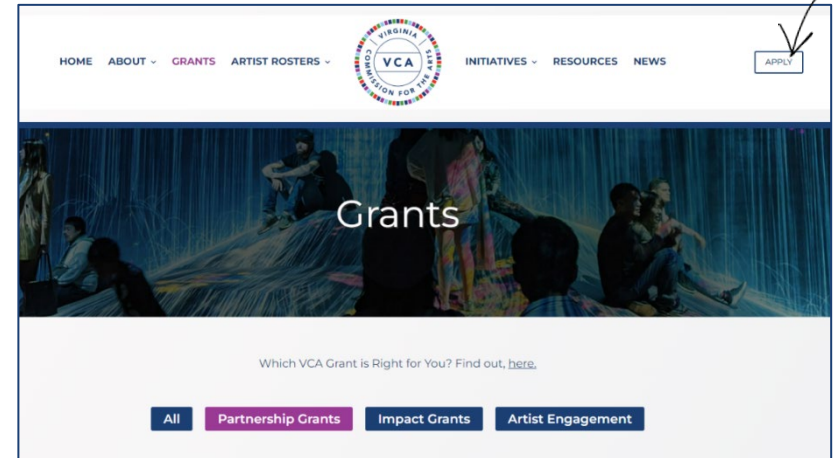 HOME ABOUT GRANTS ARTIST ROSTERS INITIATIVES RESOURCES NEWS APPLY
VIRGINIA
VCA
COMMISSION FOR THE ARTS
Grants
Which VCA Grant is Right for You? Find out, here.
All Partnership Grants Impact Grants Artist Engagement